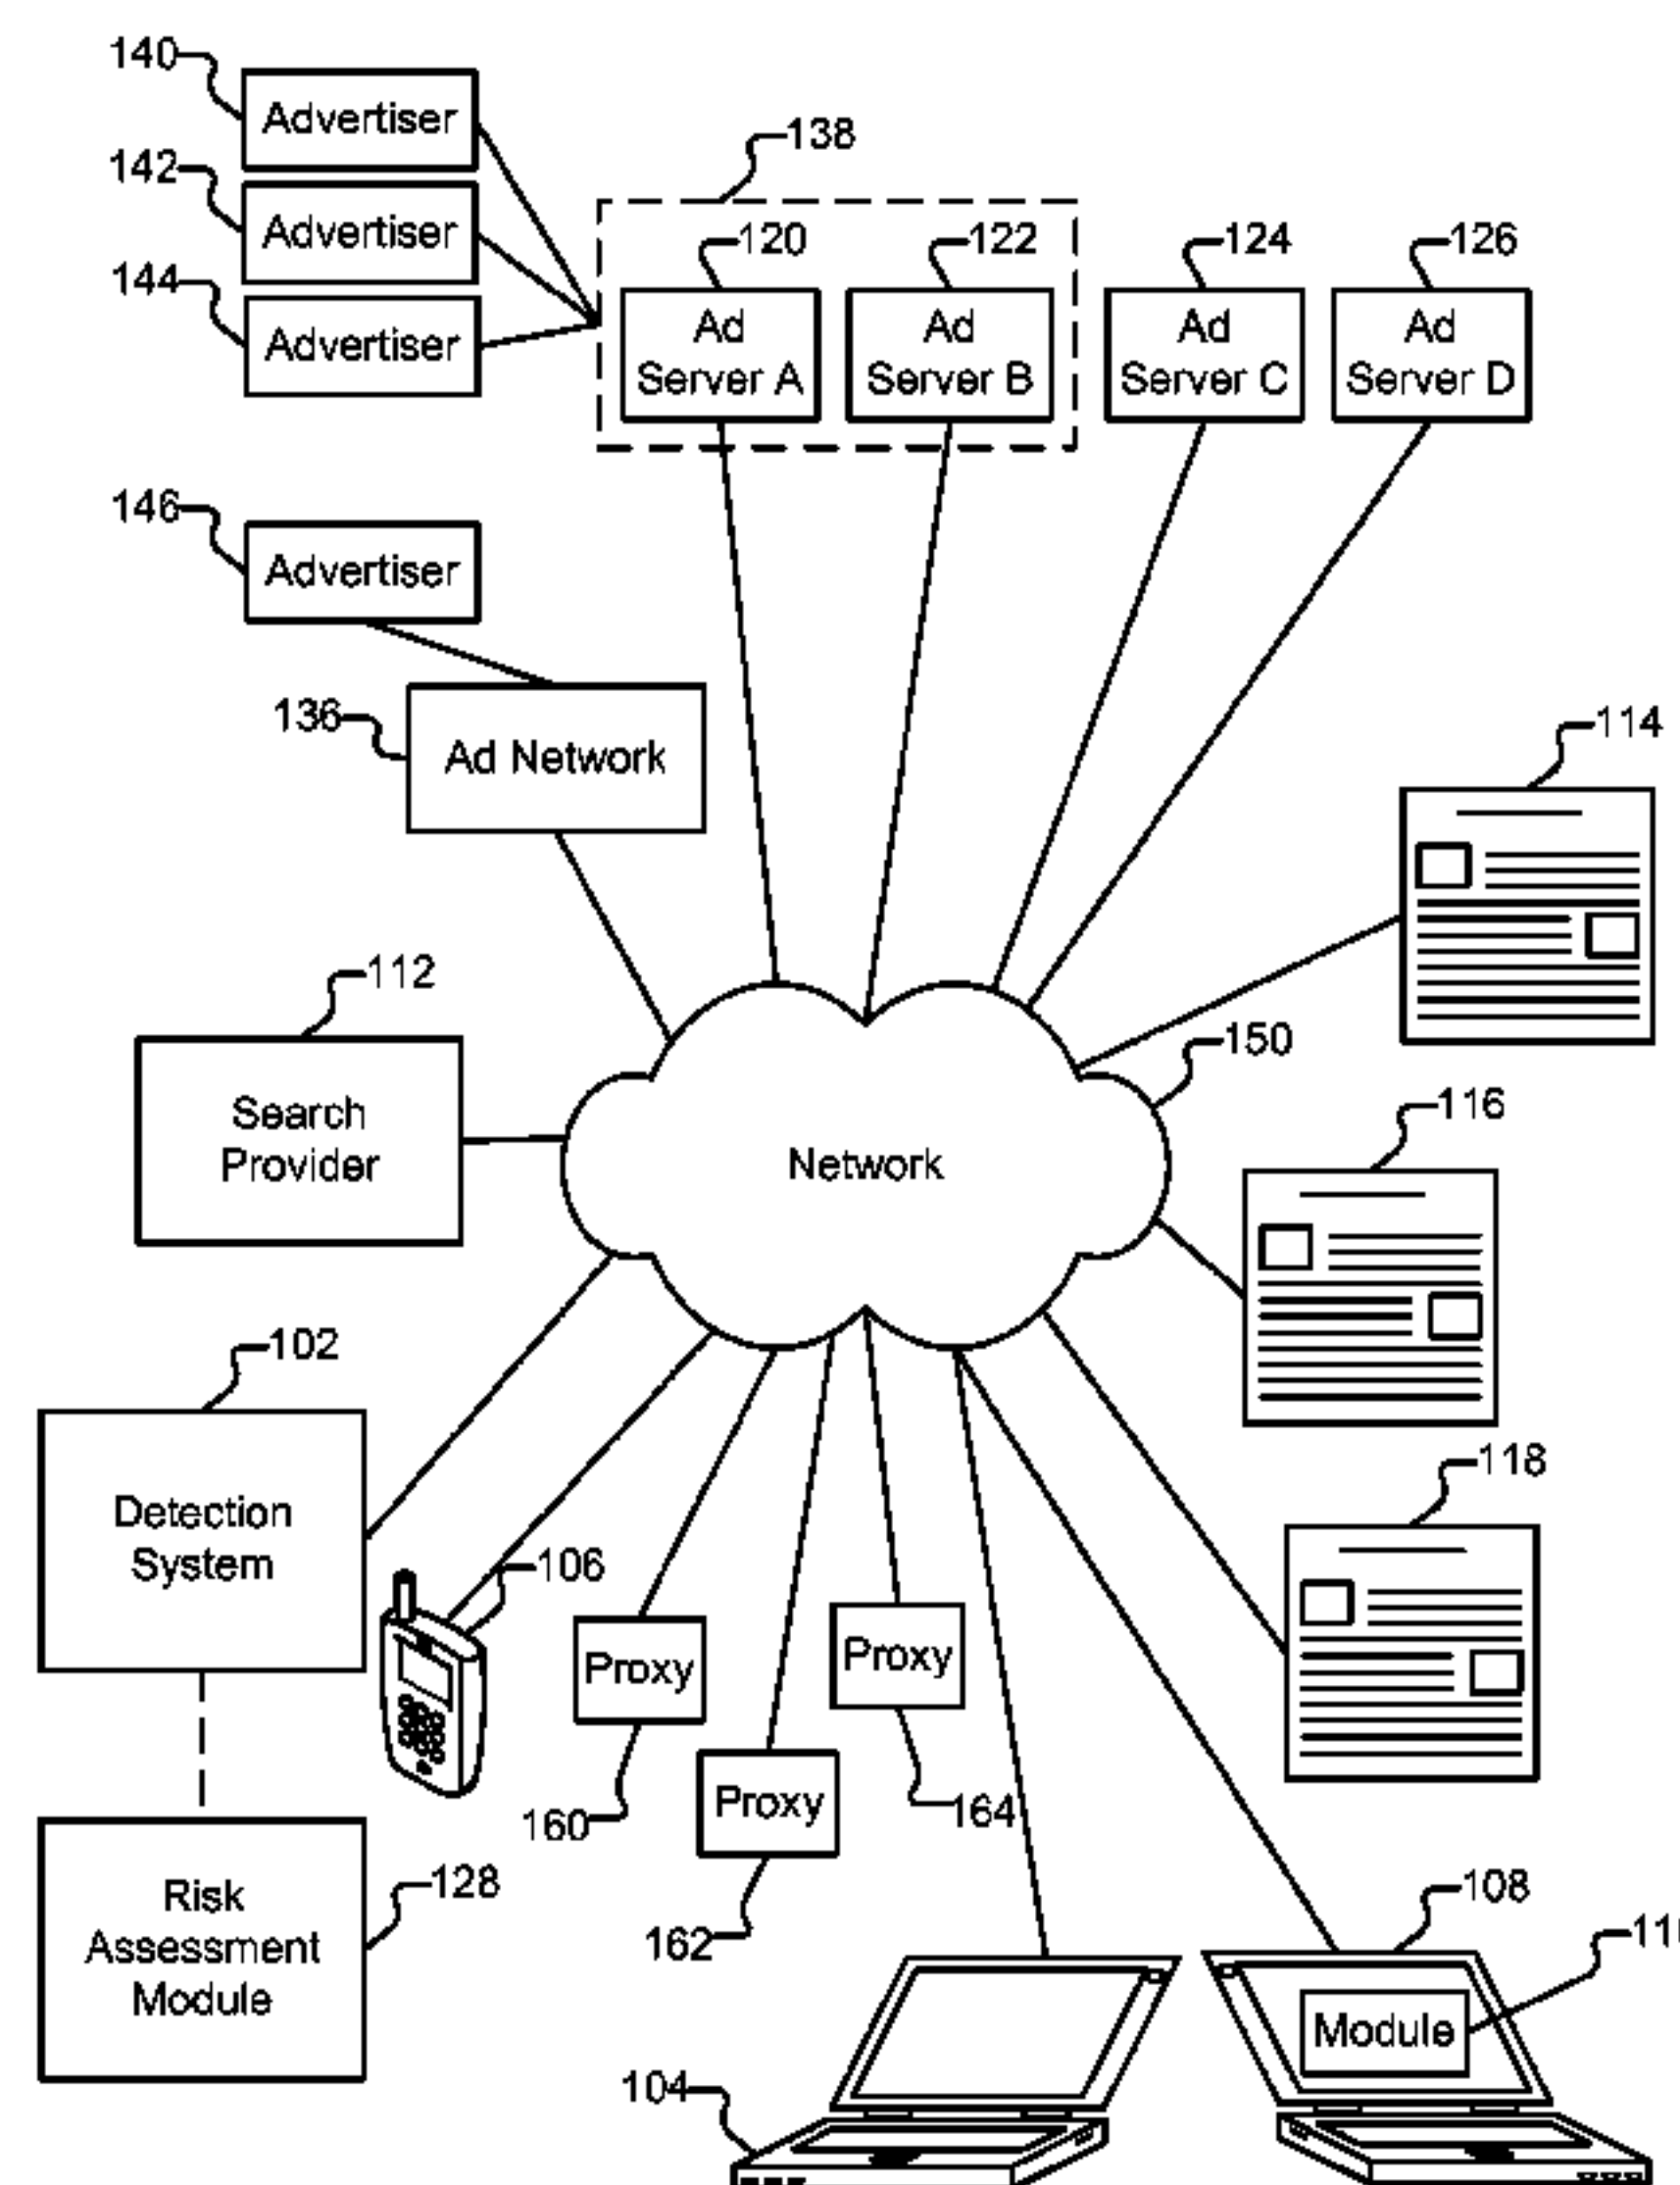 140
Advertiser
138
142
Advertiser
120
122
124
126
144
Advertiser
Ad
Server A
Ad
Server B
Ad
Server C
Ad
Server D
146
Advertiser
136
Ad Network
114
112
150
Search
Provider
Network
116
102
118
Detection
System
106
Proxy
Proxy
160
Proxy
164
162
Risk
Assessment
Module
128
108
Module
104